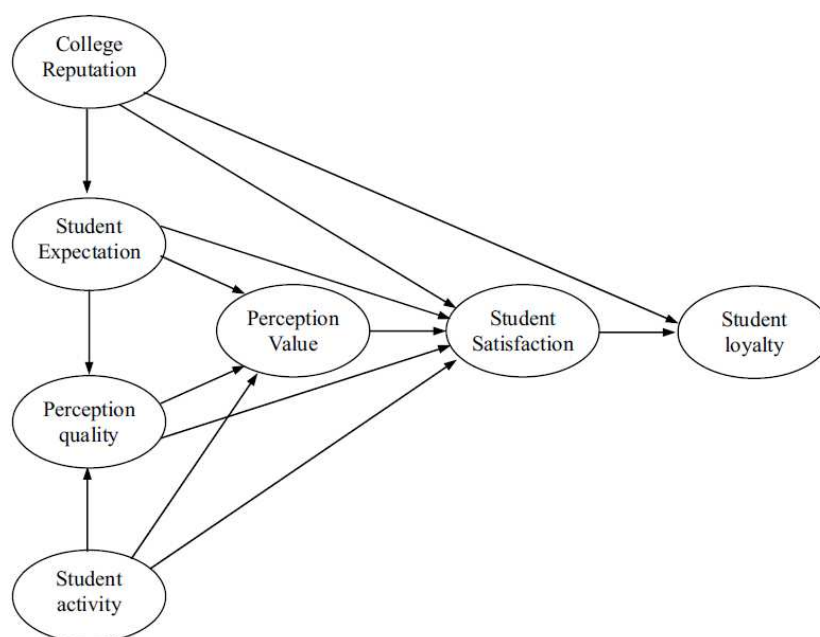 College
Reputation
Student
Expectation
Perception
Value
Student
Satisfaction
Student
loyalty
Perception
quality
Student
activity